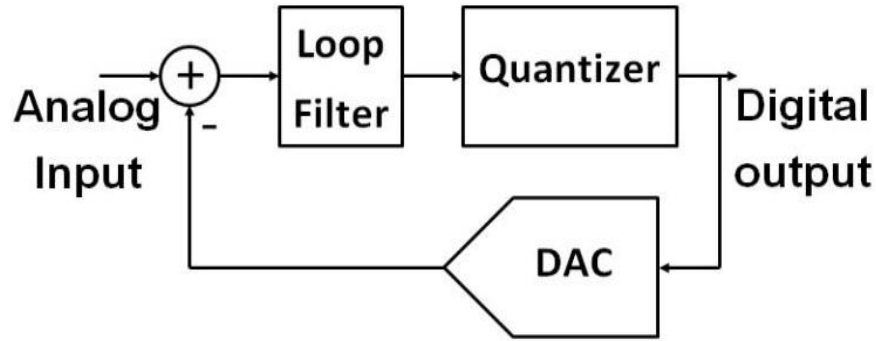 Analog
Input
+
-
Loop
Filter
Quantizer
Digital
output
DAC